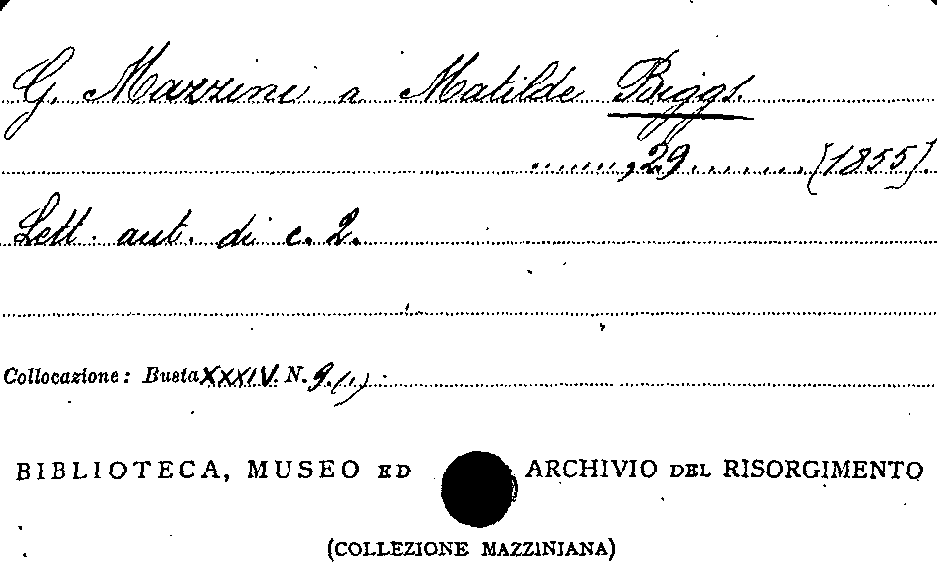 G. Mazzini a Matilde Biggs.
........, 29 ........ [1855].
Lett. aut. di c. 2.
Collocazione: Busta XXXIV. N. 9. (1)
BIBLIOTECA, MUSEO ED ARCHIVIO DEL RISORGIMENTO
(COLLEZIONE MAZZINIANA)